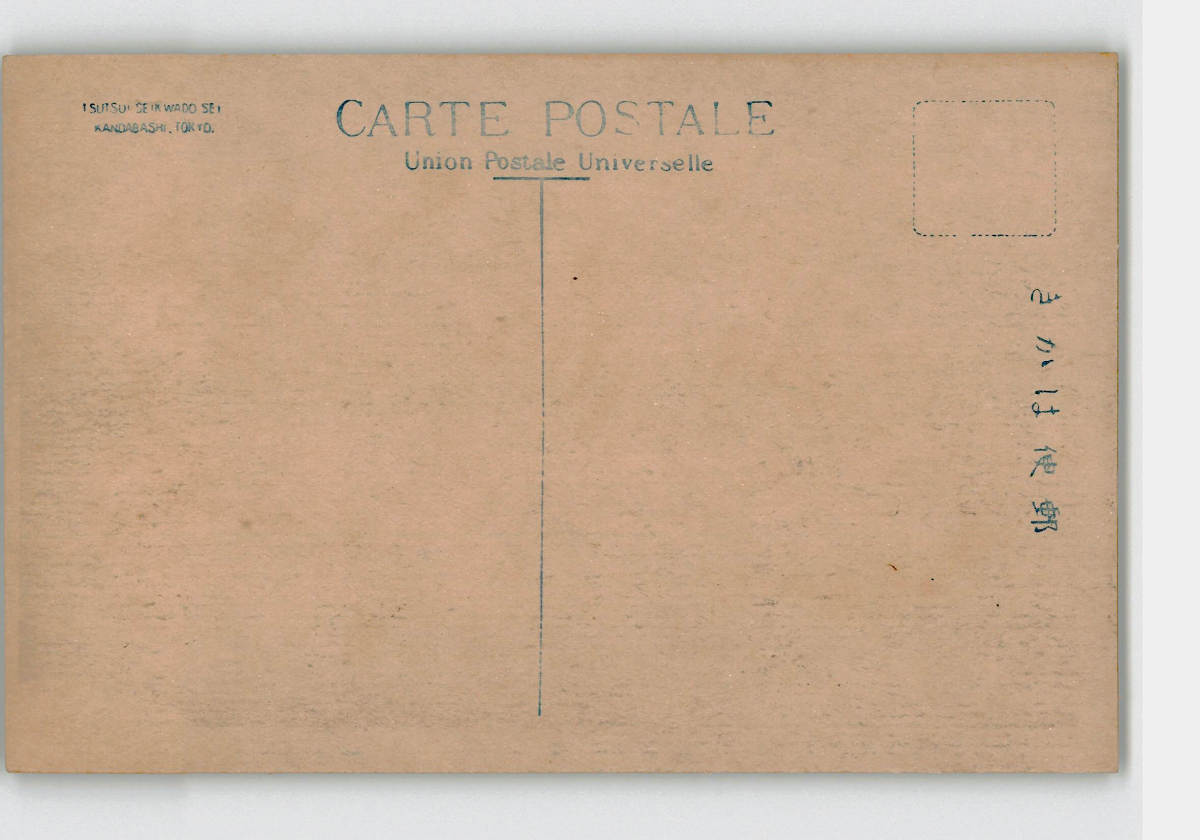 TSUTSUI SEIKWADO SEI
KANDABASHI, TOKYO.
CARTE POSTALE
Union Postale Universelle
きかは便郵